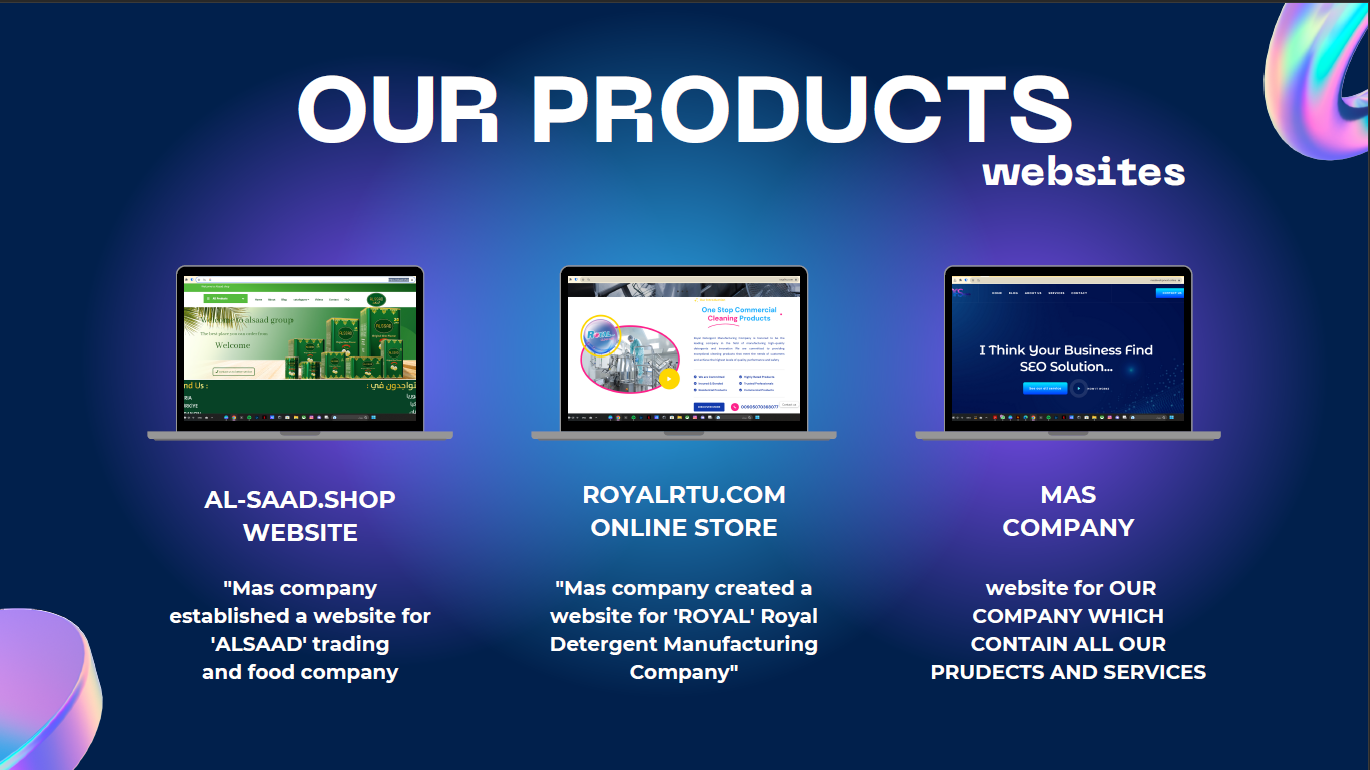 OUR PRODUCTS
websites
Welcome to alsaad group
The best place you can order from
Welcome
nd Us :
تواجدون في :
ALSAAD
One Stop Commercial
Cleaning Products
I Think Your Business Find
SEO Solution...
AL-SAAD.SHOP
WEBSITE
ROYALRTU.COM
ONLINE STORE
MAS
COMPANY
"Mas company
established a website for
'ALSAAD' trading
and food company
"Mas company created a
website for 'ROYAL' Royal
Detergent Manufacturing
Company"
website for OUR
COMPANY WHICH
CONTAIN ALL OUR
PRUDECTS AND SERVICES